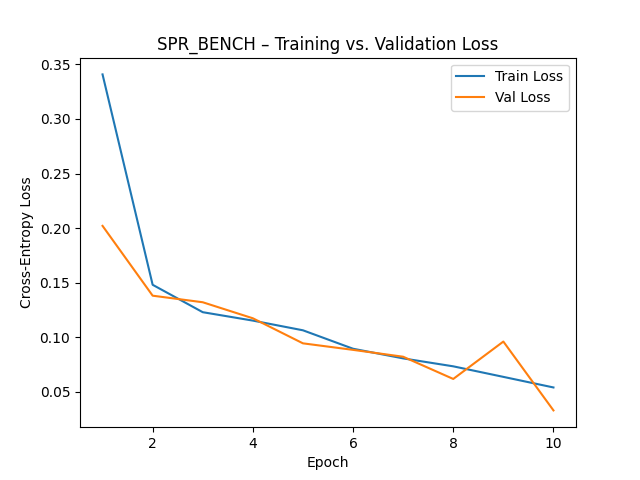 SPR_BENCH – Training vs. Validation Loss
Train Loss
Val Loss
Cross-Entropy Loss
0.35
0.30
0.25
0.20
0.15
0.10
0.05
2 4 6 8 10
Epoch